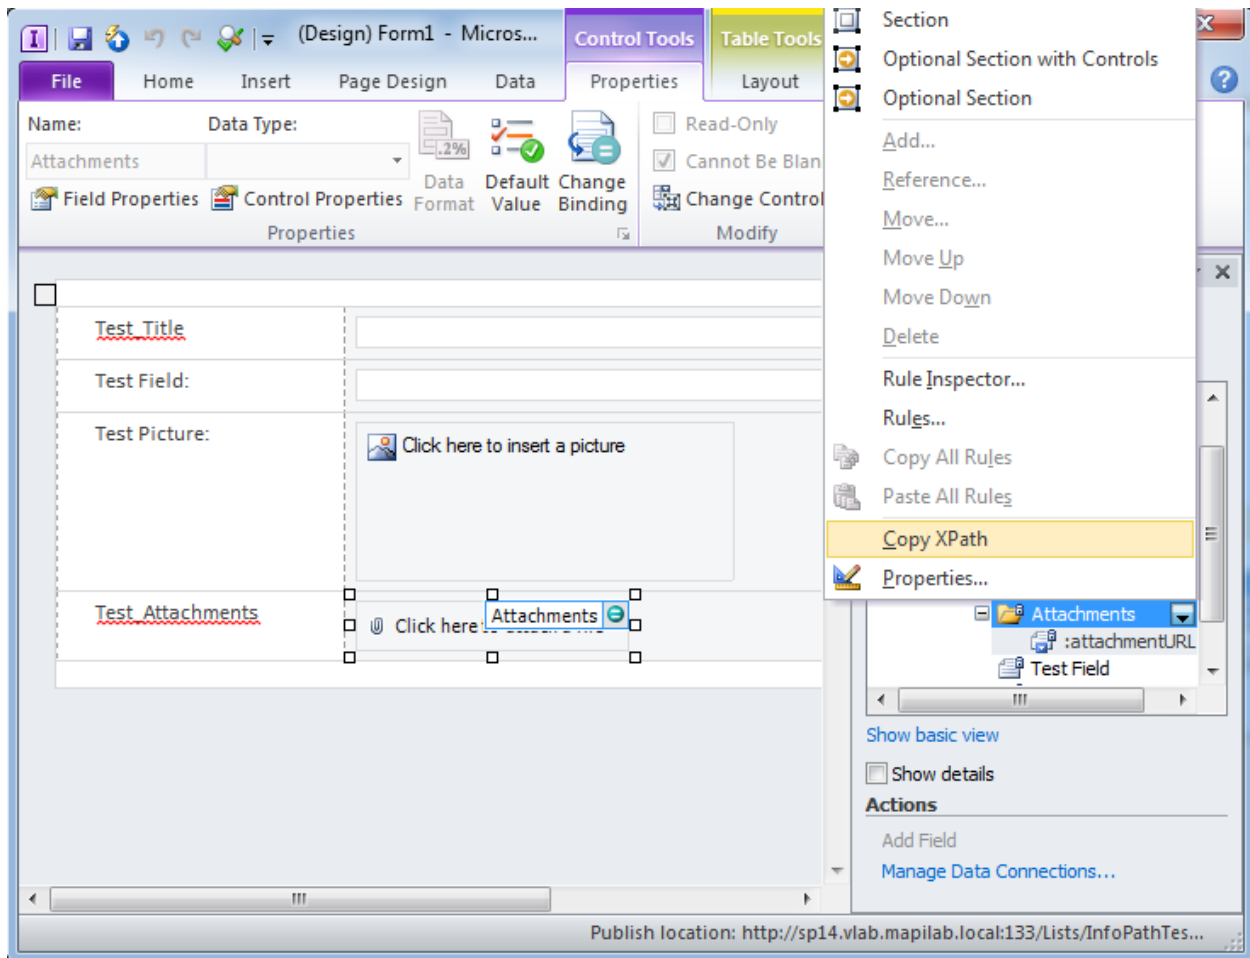 (Design) Form1 - Micros...
Control Tools
Table Tools
File
Home
Insert
Page Design
Data
Properties
Layout
Name:
Data Type:
Attachments
Field Properties
Control Properties
.2%
Data
Format
Default
Value
Change
Binding
Read-Only
Cannot Be Blan
Change Control
Properties
Modify
Section
Optional Section with Controls
Optional Section
Add...
Reference...
Move...
Move Up
Move Down
Delete
Rule Inspector...
Rules...
Copy All Rules
Paste All Rules
Copy XPath
Properties...
Test_Title
Test Field:
Test Picture:
Click here to insert a picture
Test_Attachments
Attachments
Click here
Attachments
:attachmentURL
Test Field
Show basic view
Show details
Actions
Add Field
Manage Data Connections...
Publish location: http://sp14.vlab.mapilab.local:133/Lists/InfoPathTes...